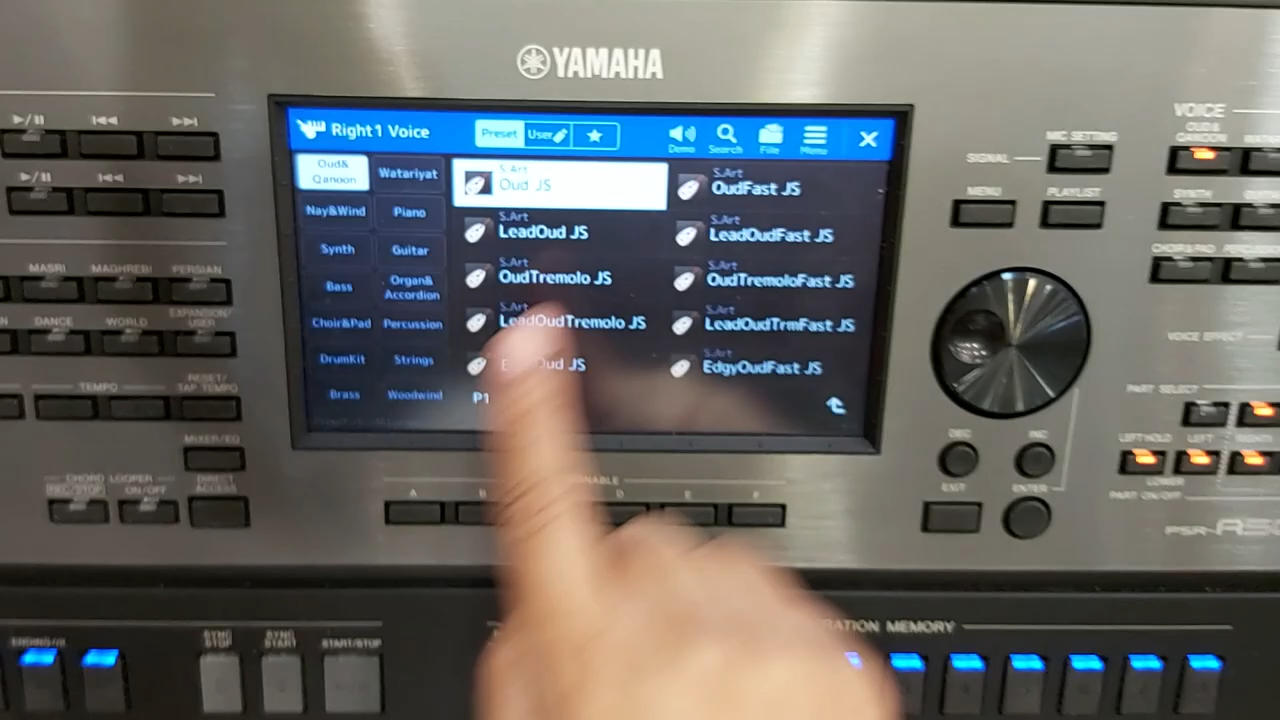 YAMAHA
Right1 Voice
Preset
User
Demo
Search
File
Menu
Oud&
Qanoon
Watariyat
Nay&Wind
Piano
Synth
Guitar
Bass
Organ&
Accordion
Choir&Pad
Percussion
DrumKit
Strings
Brass
Woodwind
S.Art
Oud JS
S.Art
OudFast JS
S.Art
LeadOud JS
S.Art
LeadOudFast JS
S.Art
OudTremolo JS
S.Art
OudTremoloFast JS
S.Art
LeadOudTremolo JS
S.Art
LeadOudTrmFast JS
Oud JS
S.Art
EdgyOudFast JS
P1
MASRI
MAGHREBI
PERSIAN
DANCE
WORLD
EXPANSION/
USER
TEMPO
RESET/
TAP TEMPO
MIXER/EQ
CHORD LOOPER
REC/STOP
ON/OFF
DIRECT
ACCESS
A
D
E
F
VOICE
OUD &
QANOON
MIC SETTING
SIGNAL
MENU
PLAYLIST
SYNTH
CHOIR & PAD
VOICE EFFECT
PART SELECT
DEC
INC
EXIT
ENTER
LEFT HOLD
LEFT
LOWER
PART ON/OFF
SYNC
STOP
SYNC
START
START/STOP
MEMORY